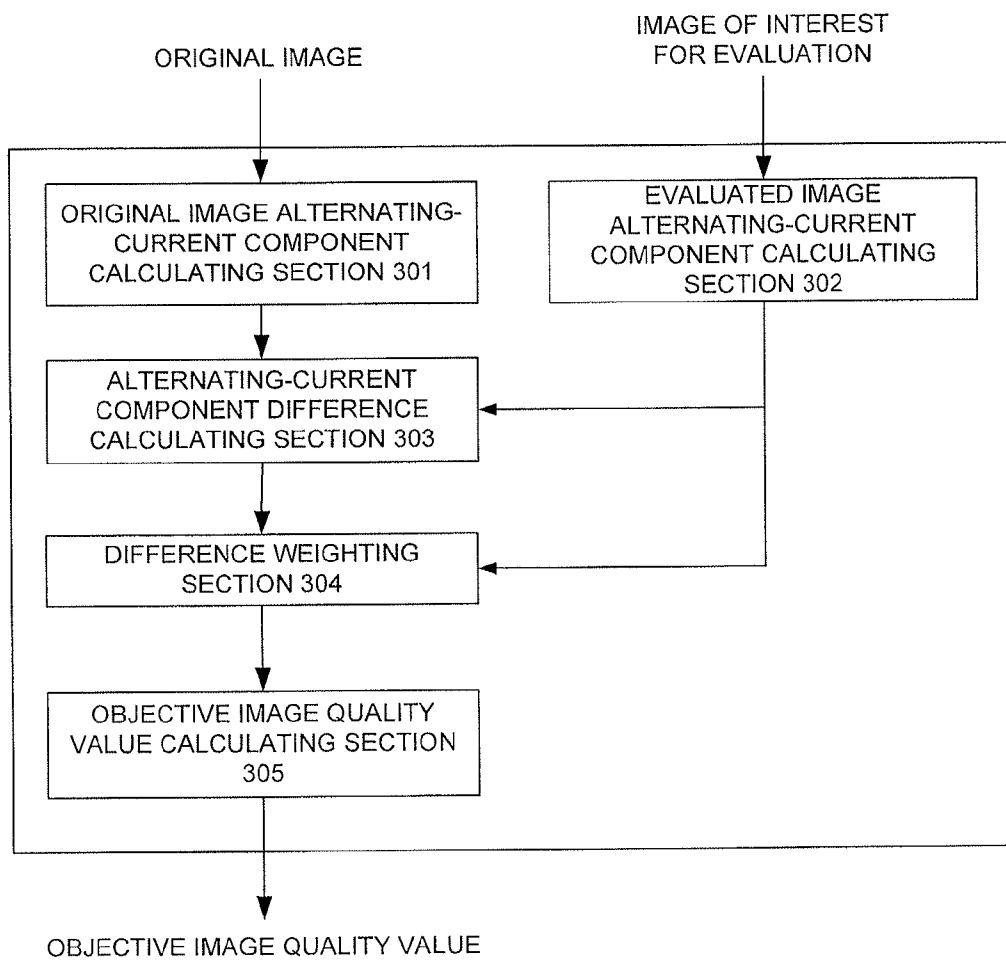 ORIGINAL IMAGE
IMAGE OF INTEREST
FOR EVALUATION
ORIGINAL IMAGE ALTERNATING-
CURRENT COMPONENT
CALCULATING SECTION 301
EVALUATED IMAGE
ALTERNATING-CURRENT
COMPONENT CALCULATING
SECTION 302
ALTERNATING-CURRENT
COMPONENT DIFFERENCE
CALCULATING SECTION 303
DIFFERENCE WEIGHTING
SECTION 304
OBJECTIVE IMAGE QUALITY
VALUE CALCULATING SECTION
305
OBJECTIVE IMAGE QUALITY VALUE